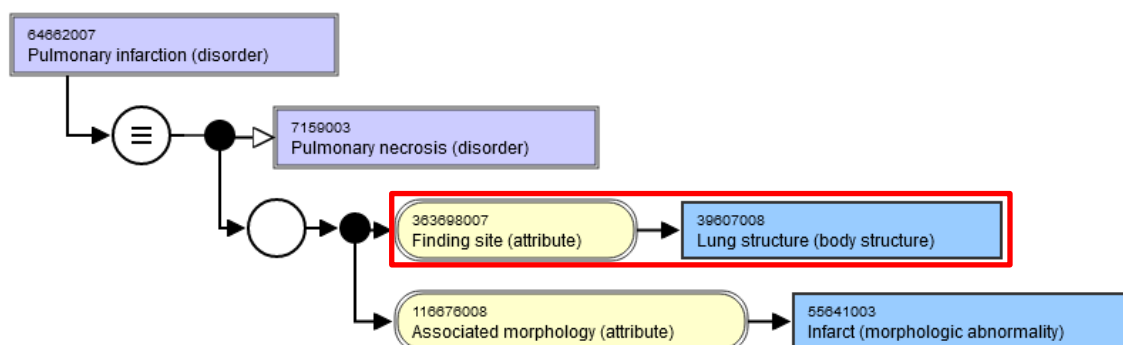 64662007
Pulmonary infarction (disorder)
7159003
Pulmonary necrosis (disorder)
363698007
Finding site (attribute)
39607008
Lung structure (body structure)
116676008
Associated morphology (attribute)
55641003
Infarct (morphologic abnormality)